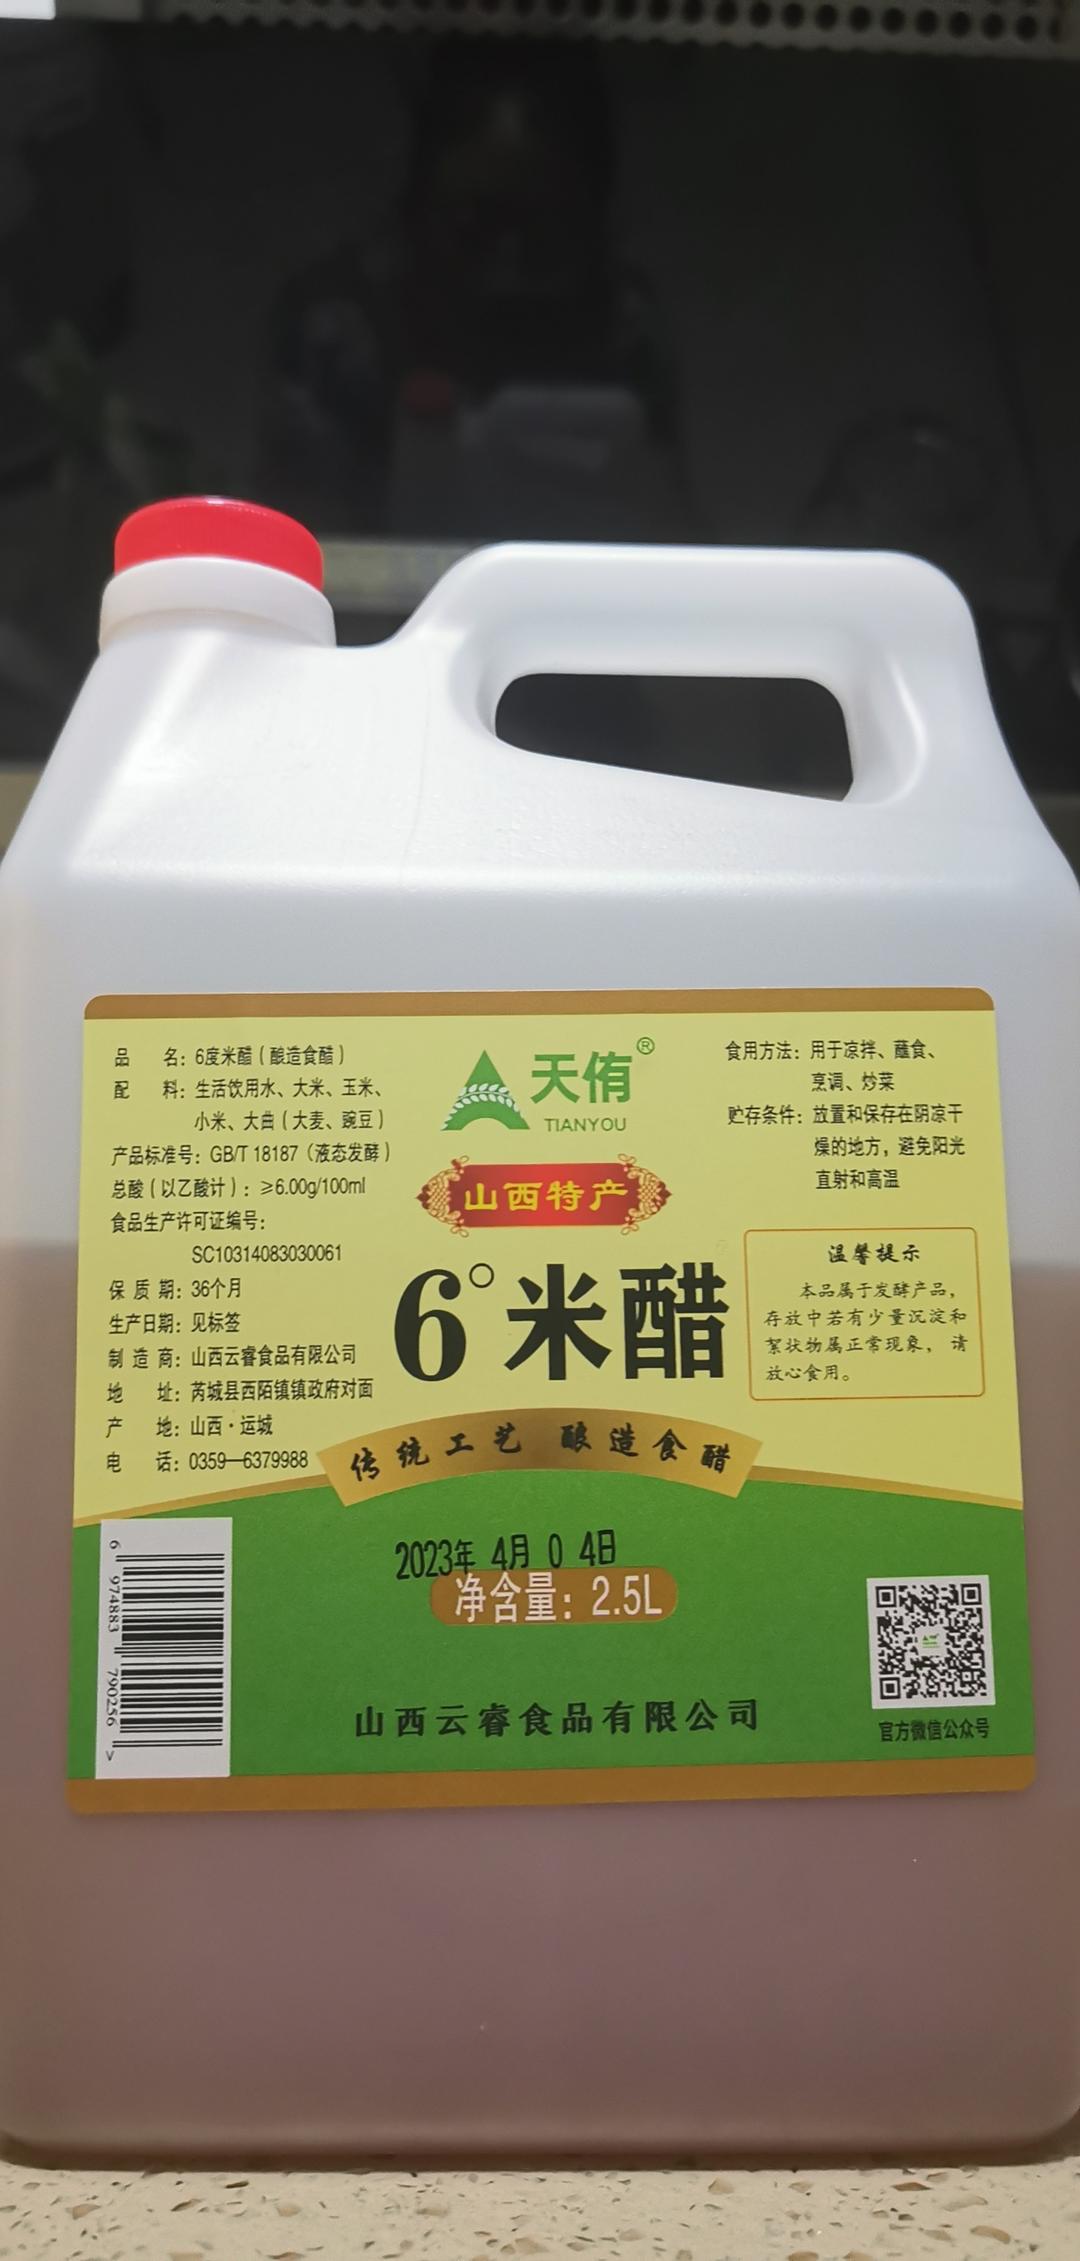 品 名：6度米醋（酿造食醋）
配 料：生活饮用水、大米、玉米、
小米、大曲（大麦、豌豆）
产品标准号：GB/T 18187（液态发酵）
总酸（以乙酸计）：≥6.00g/100ml
食品生产许可证编号：
SC10314083030061
保 质 期：36个月
生产日期：见标签
制 造 商：山西云睿食品有限公司
地 址：芮城县西陌镇镇政府对面
产 地：山西·运城
电 话：0359—6379988
天侑®
TIANYOU
山西特产
6°米醋
传统工艺 酿造食醋
食用方法：用于凉拌、蘸食、
烹调、炒菜
贮存条件：放置和保存在阴凉干
燥的地方，避免阳光
直射和高温
温馨提示
本品属于发酵产品，
存放中若有少量沉淀和
絮状物属正常现象，请
放心食用。
2023年 4月 0 4日
净含量：2.5L
山西云睿食品有限公司
6 974883 790256 >
官方微信公众号